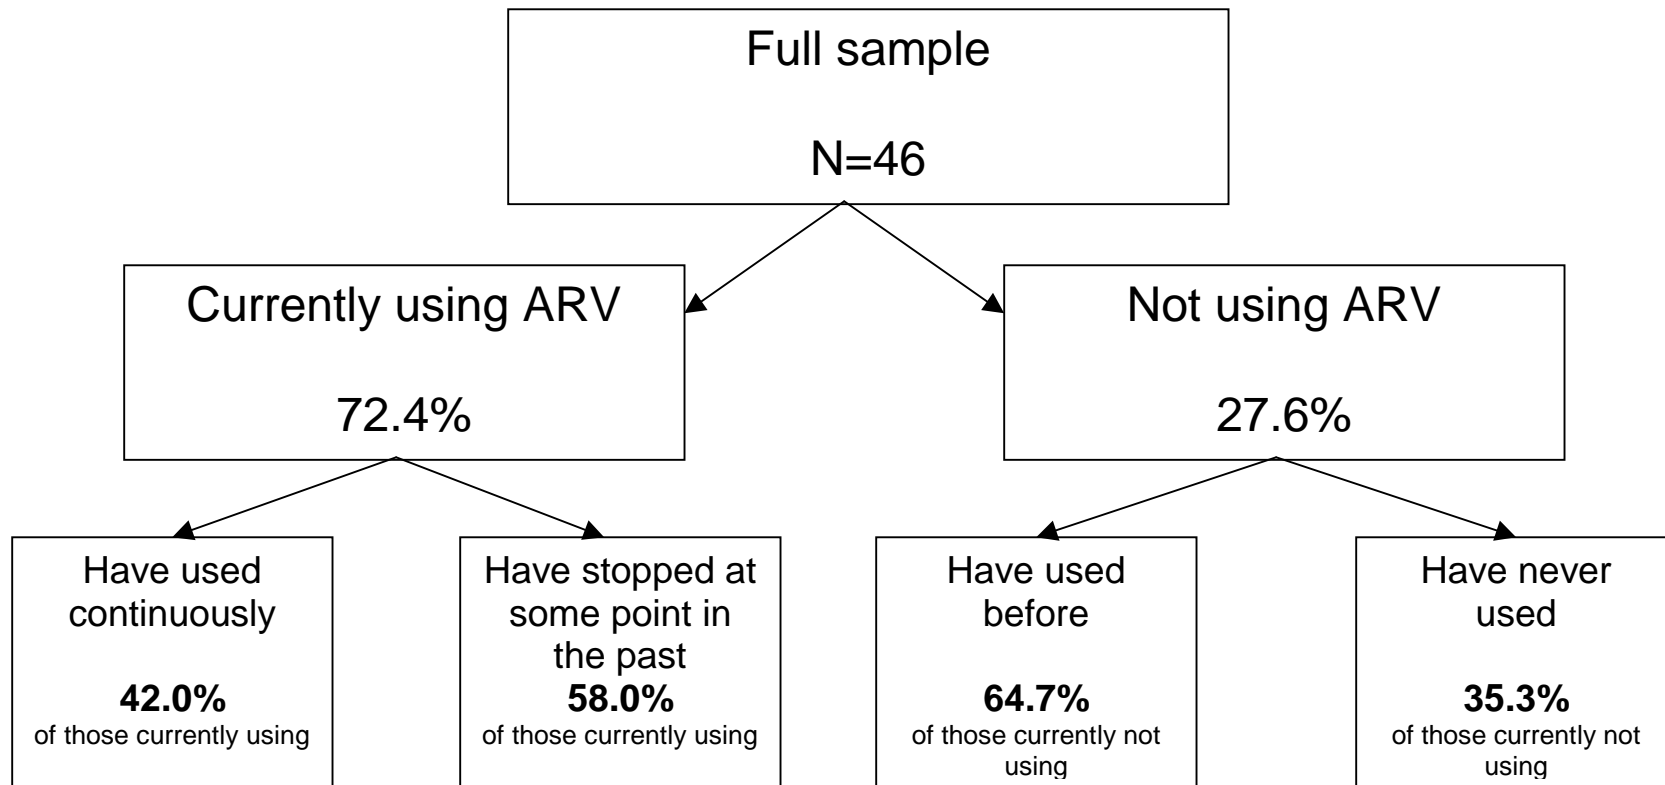 Full sample
N=46
Currently using ARV
72.4%
Not using ARV
27.6%
Have used
continuously
42.0%
of those currently using
Have stopped at
some point in
the past
58.0%
of those currently using
Have used
before
64.7%
of those currently not
using
Have never
used
35.3%
of those currently not
using